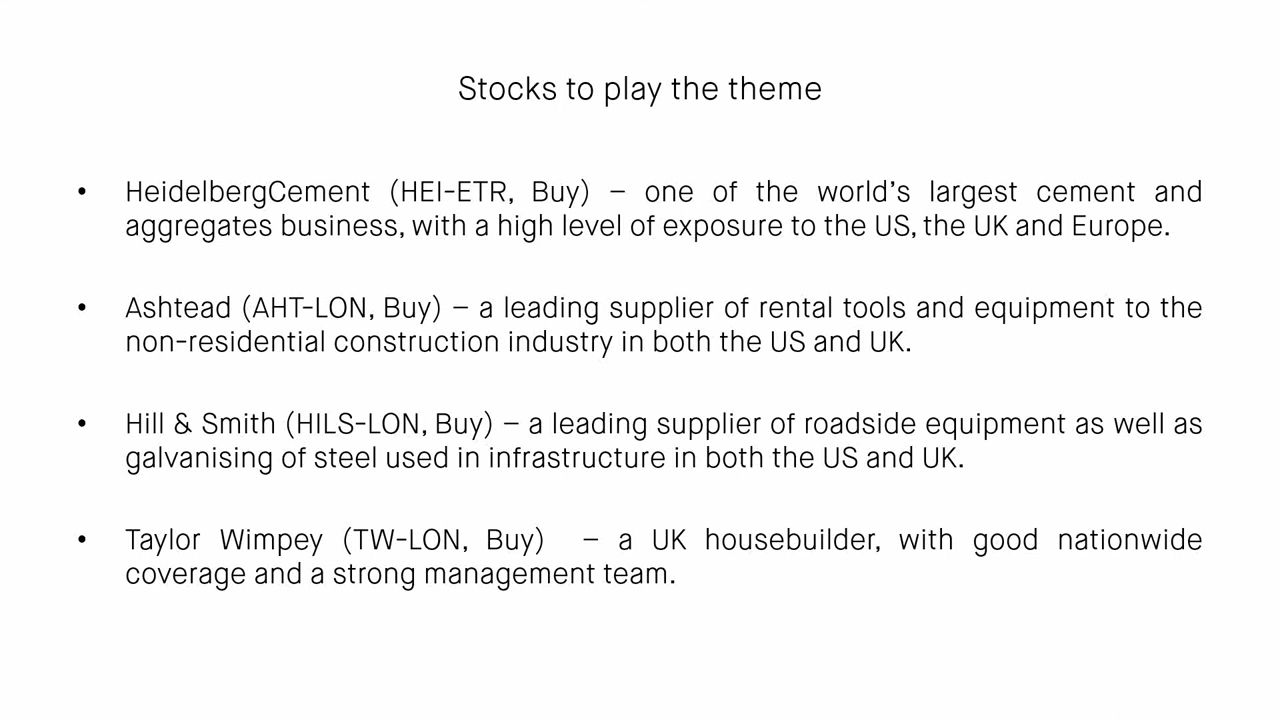 Stocks to play the theme
• HeidelbergCement (HEI-ETR, Buy) – one of the world's largest cement and
aggregates business, with a high level of exposure to the US, the UK and Europe.
• Ashtead (AHT-LON, Buy) – a leading supplier of rental tools and equipment to the
non-residential construction industry in both the US and UK.
• Hill & Smith (HILS-LON, Buy) – a leading supplier of roadside equipment as well as
galvanising of steel used in infrastructure in both the US and UK.
• Taylor Wimpey (TW-LON, Buy) – a UK housebuilder, with good nationwide
coverage and a strong management team.